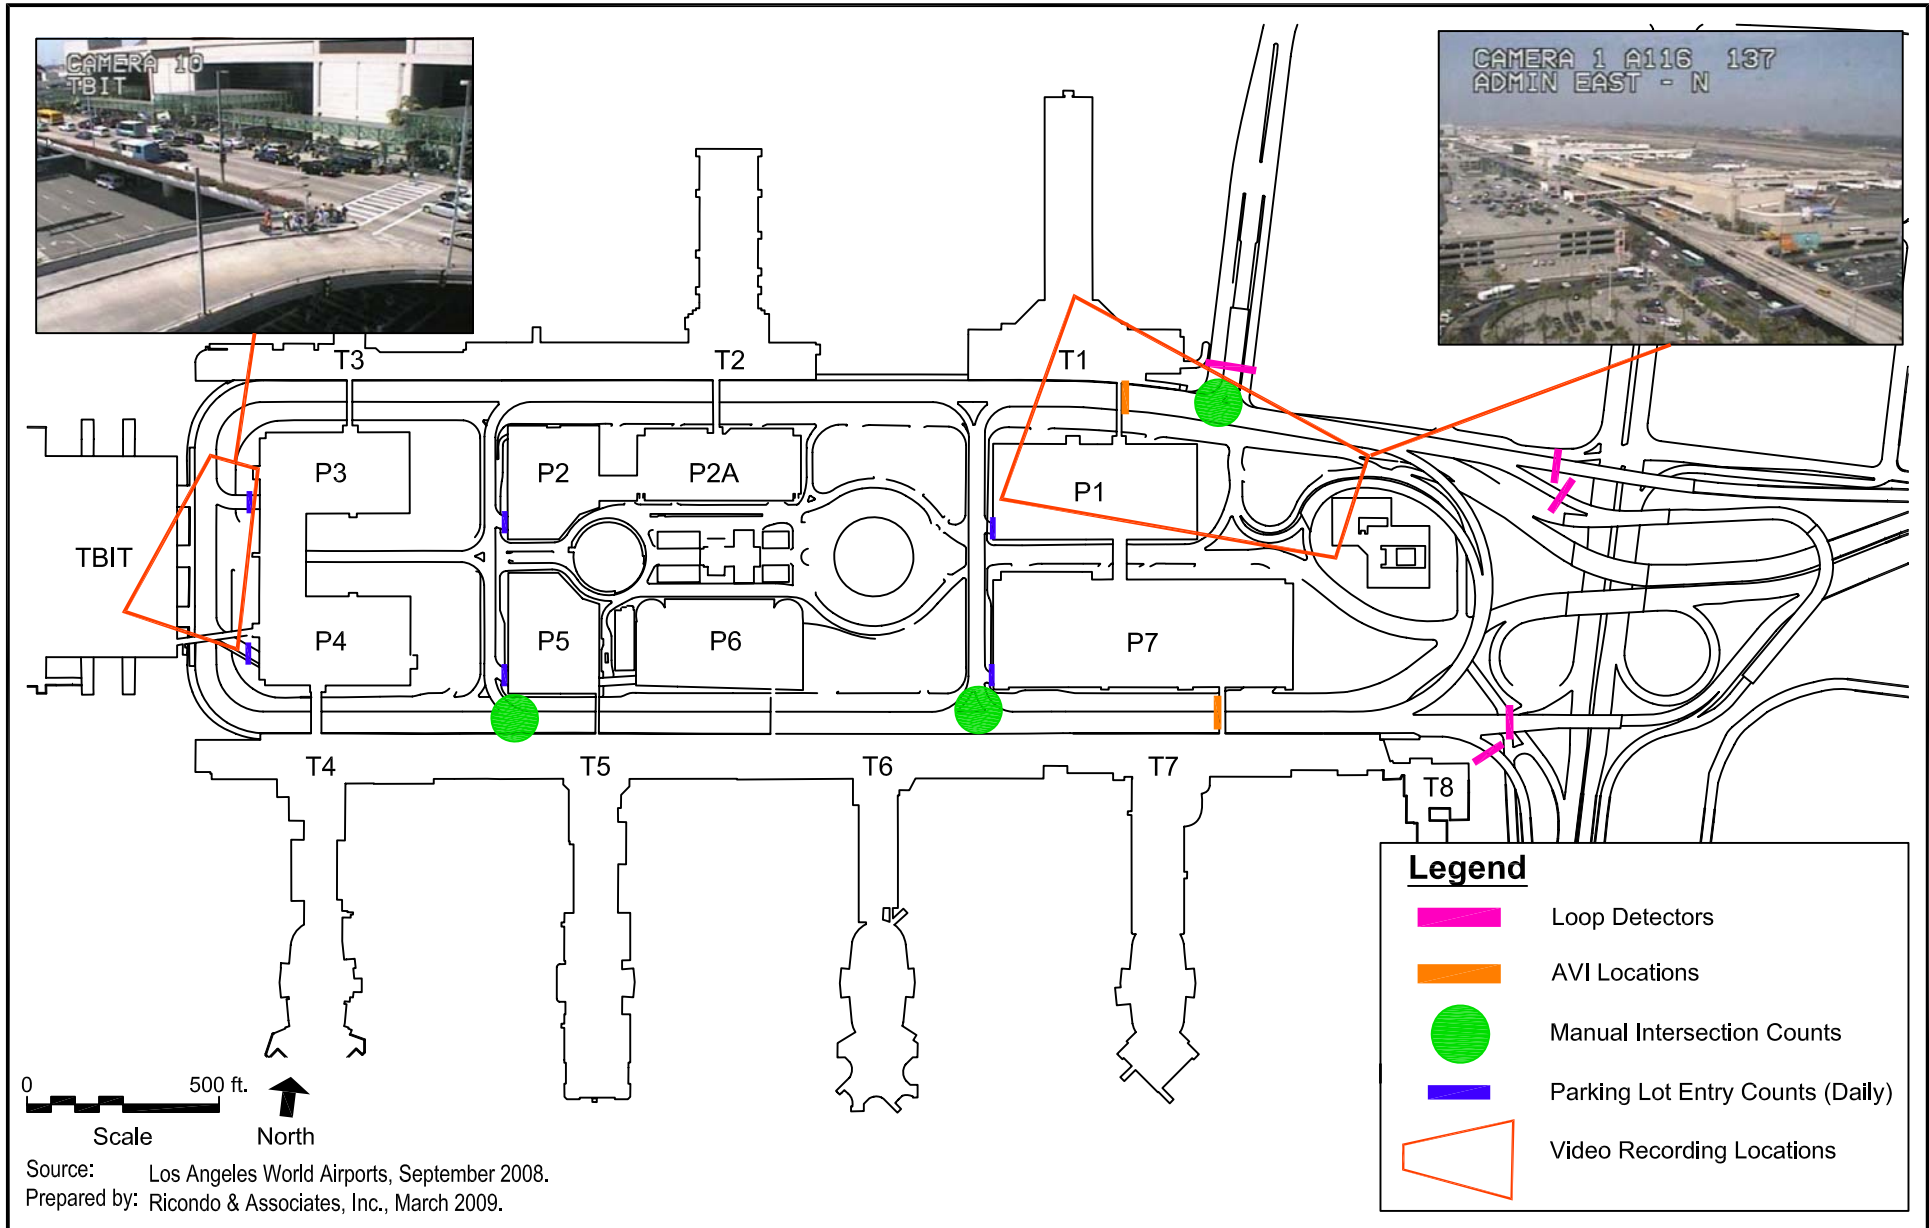 CAMERA 10
TBIT
CAMERA 1 A116 137
ADMIN EAST - N
T3
T2
T1
P3
P2
P2A
P1
TBIT
P4
P5
P6
P7
T4
T5
T6
T7
T8
Legend
Loop Detectors
AVI Locations
Manual Intersection Counts
Parking Lot Entry Counts (Daily)
Video Recording Locations
0 500 ft.
Scale
North
Source: Los Angeles World Airports, September 2008.
Prepared by: Ricondo & Associates, Inc., March 2009.